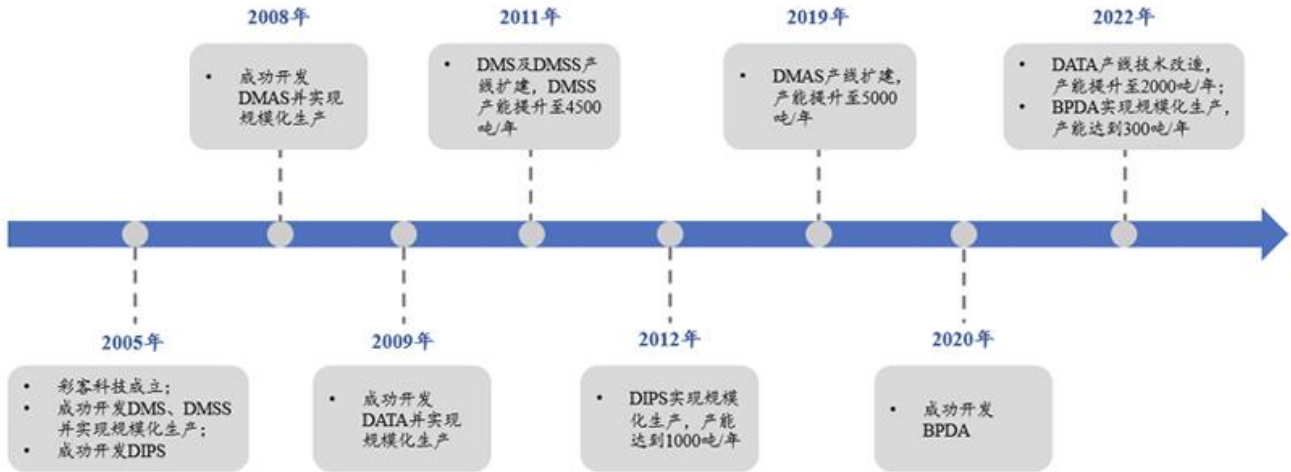 2008年
2011年
2019年
2022年
• 成功开发
DMAS并实现
规模化生产
• DMS及DMSS产
线扩建，DMSS
产能提升至4500
吨/年
• DMAS产线扩建，
产能提升至5000
吨/年
• DATA产线技术改造，
产能提升至2000吨/年；
• BPDA实现规模化生产，
产能达到300吨/年
2005年
2009年
2012年
2020年
• 彩客科技成立；
• 成功开发DMS、DMSS
并实现规模化生产；
• 成功开发DIPS
• 成功开发
DATA并实现
规模化生产
• DIPS实现规模
化生产，产能
达到1000吨/年
• 成功开发
BPDA